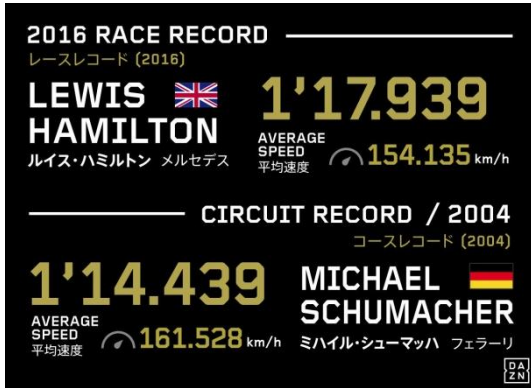 2016 RACE RECORD
レースレコード (2016)
LEWIS
HAMILTON
ルイス・ハミルトン メルセデス
1'17.939
AVERAGE
SPEED
平均速度
154.135 km/h
CIRCUIT RECORD / 2004
コースレコード (2004)
1'14.439
AVERAGE
SPEED
平均速度
161.528 km/h
MICHAEL
SCHUMACHER
ミハイル・シューマッハ フェラーリ
DA
ZN